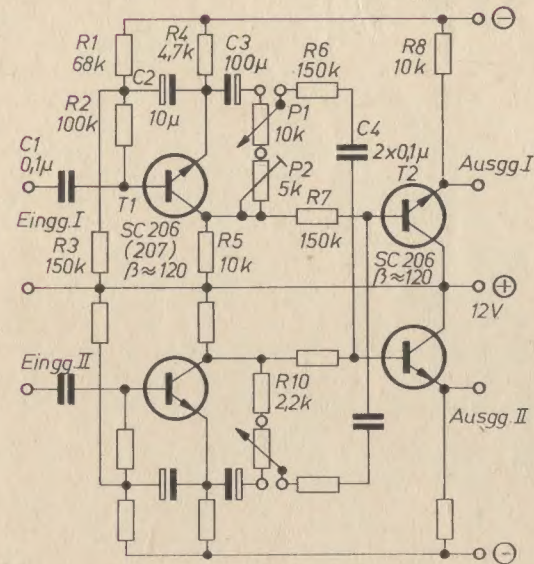 R1
68k
R4
4,7k
C3
100µ
R6
150k
R8
10k
C2
10µ
R2
100k
P1
10k
C4
2x0,1µ
C1
0,1µ
P2
5k
T2
Ausgg.I
T1
R7
150k
Eingg.I
SC 206
(207)
β≈120
R3
150k
R5
10k
SC 206
β≈120
12V
Eingg.II
R10
2,2k
Ausgg.II